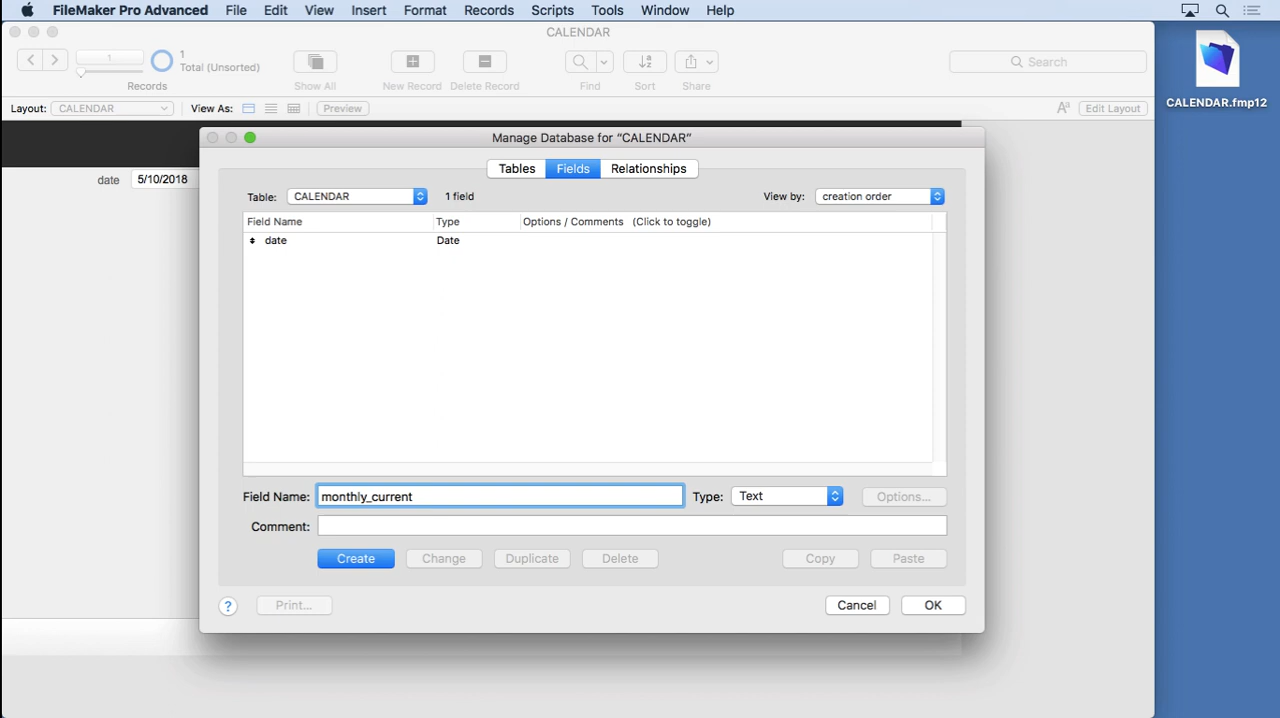 FileMaker Pro Advanced File Edit View Insert Format Records Scripts Tools Window Help
CALENDAR
1
1
Total (Unsorted)
Records
Show All
New Record
Delete Record
Find
Sort
Share
Search
CALENDAR.fmp12
Layout: CALENDAR View As: Preview Aa Edit Layout
Manage Database for “CALENDAR”
Tables Fields Relationships
date 5/10/2018
Table: CALENDAR 1 field View by: creation order
Field Name Type Options / Comments (Click to toggle)
date Date
Field Name: monthly_current Type: Text Options...
Comment:
Create Change Duplicate Delete Copy Paste
? Print... Cancel OK